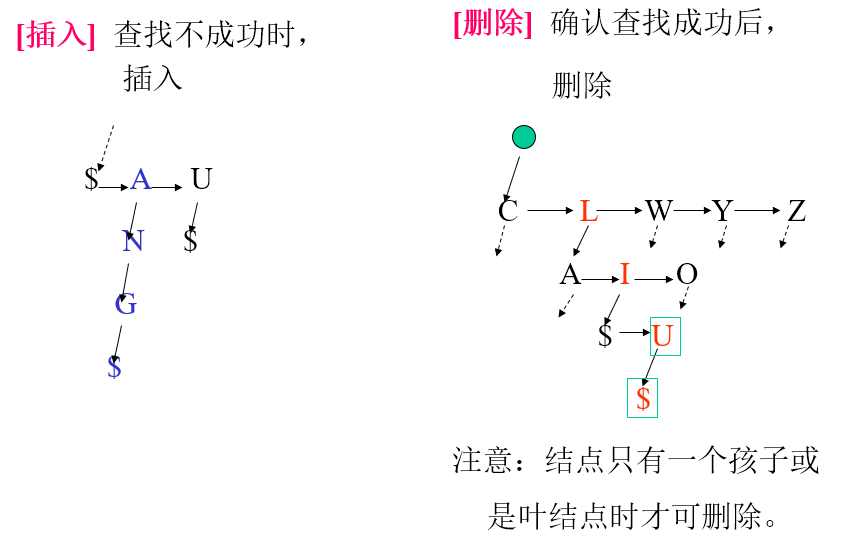 [插入] 查找不成功时，
插入
$ A U
N $
G
$
[删除] 确认查找成功后，
删除
C L W Y Z
A I O
$ U
$
注意：结点只有一个孩子或
是叶结点时才可删除。